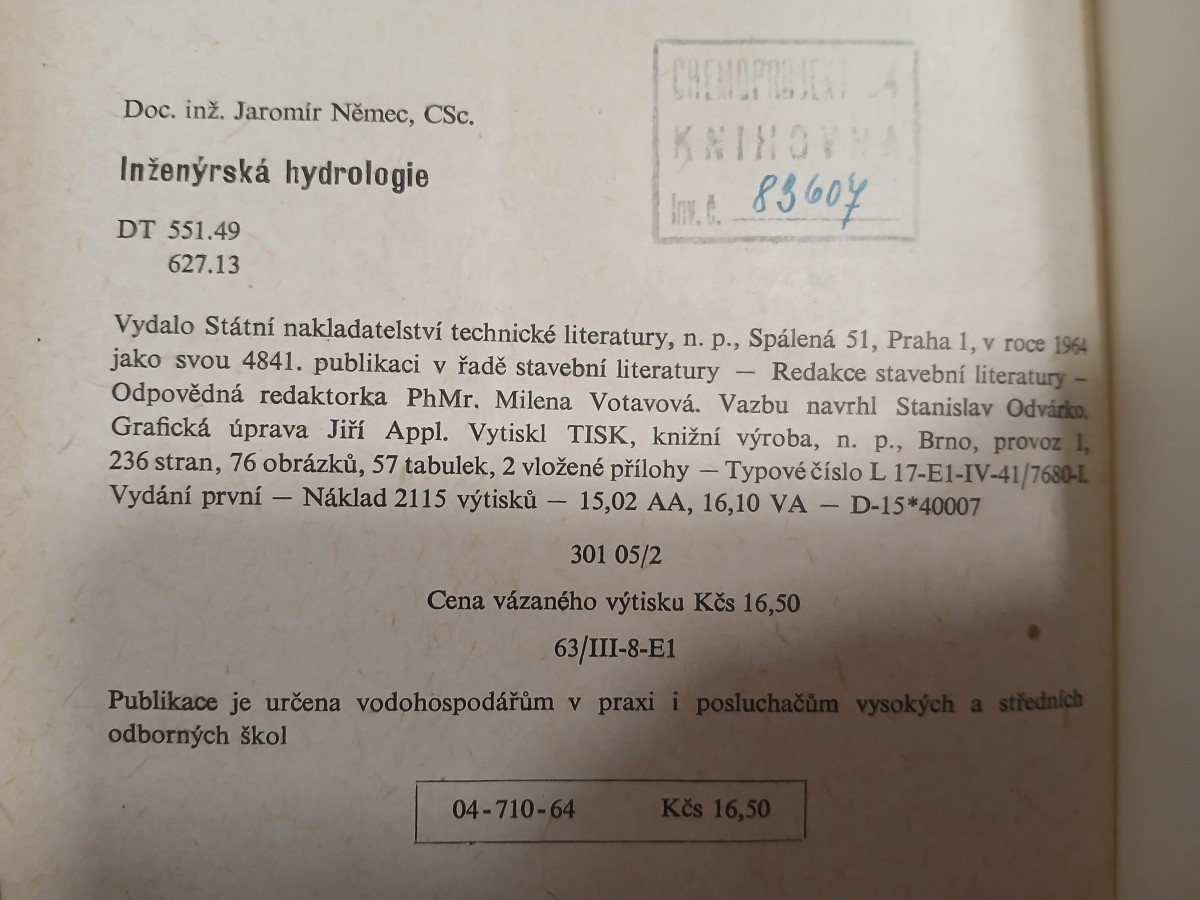 Doc. inž. Jaromír Němec, CSc.
CHEMOPROJEKT
KNIHOVNA
Inv. č. 83607
Inženýrská hydrologie
DT 551.49
627.13
Vydalo Státní nakladatelství technické literatury, n. p., Spálená 51, Praha 1, v roce 1964
jako svou 4841. publikaci v řadě stavební literatury — Redakce stavební literatury –
Odpovědná redaktorka PhMr. Milena Votavová. Vazbu navrhl Stanislav Odvárko.
Grafická úprava Jiří Appl. Vytiskl TISK, knižní výroba, n. p., Brno, provoz 1,
236 stran, 76 obrázků, 57 tabulek, 2 vložené přílohy — Typové číslo L 17-E1-IV-41/7680-L
Vydání první — Náklad 2115 výtisků — 15,02 AA, 16,10 VA — D-15*40007
301 05/2
Cena vázaného výtisku Kčs 16,50
63/III-8-E1
Publikace je určena vodohospodářům v praxi i posluchačům vysokých a středních
odborných škol
04-710-64 Kčs 16,50